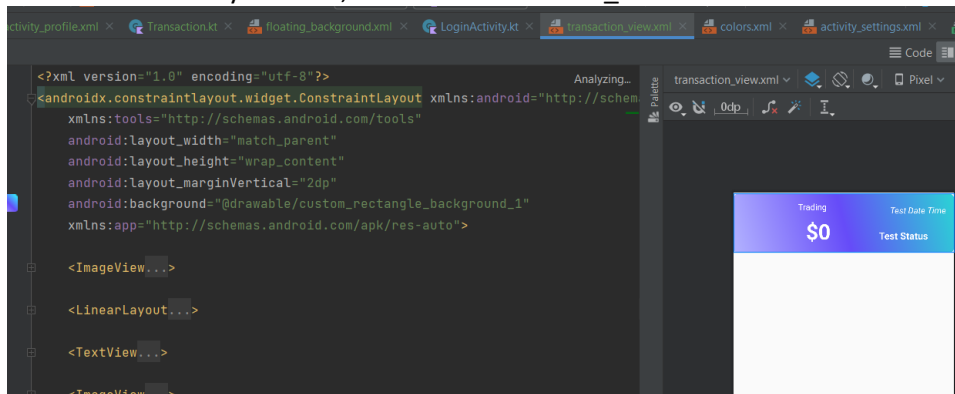 activity_profile.xml × Transaction.kt × floating_background.xml × LoginActivity.kt × transaction_view.xml × colors.xml × activity_settings.xml ×
Code
<?xml version="1.0" encoding="utf-8"?> Analyzing... Palette transaction_view.xml Pixel
<androidx.constraintlayout.widget.ConstraintLayout xmlns:android="http://schem
0dp
xmlns:tools="http://schemas.android.com/tools"
android:layout_width="match_parent"
android:layout_height="wrap_content"
android:layout_marginVertical="2dp"
android:background="@drawable/custom_rectangle_background_1"
xmlns:app="http://schemas.android.com/apk/res-auto">
<ImageView...>
<LinearLayout...>
<TextView...>
<ImageView...>
Trading
Test Date Time
$0
Test Status